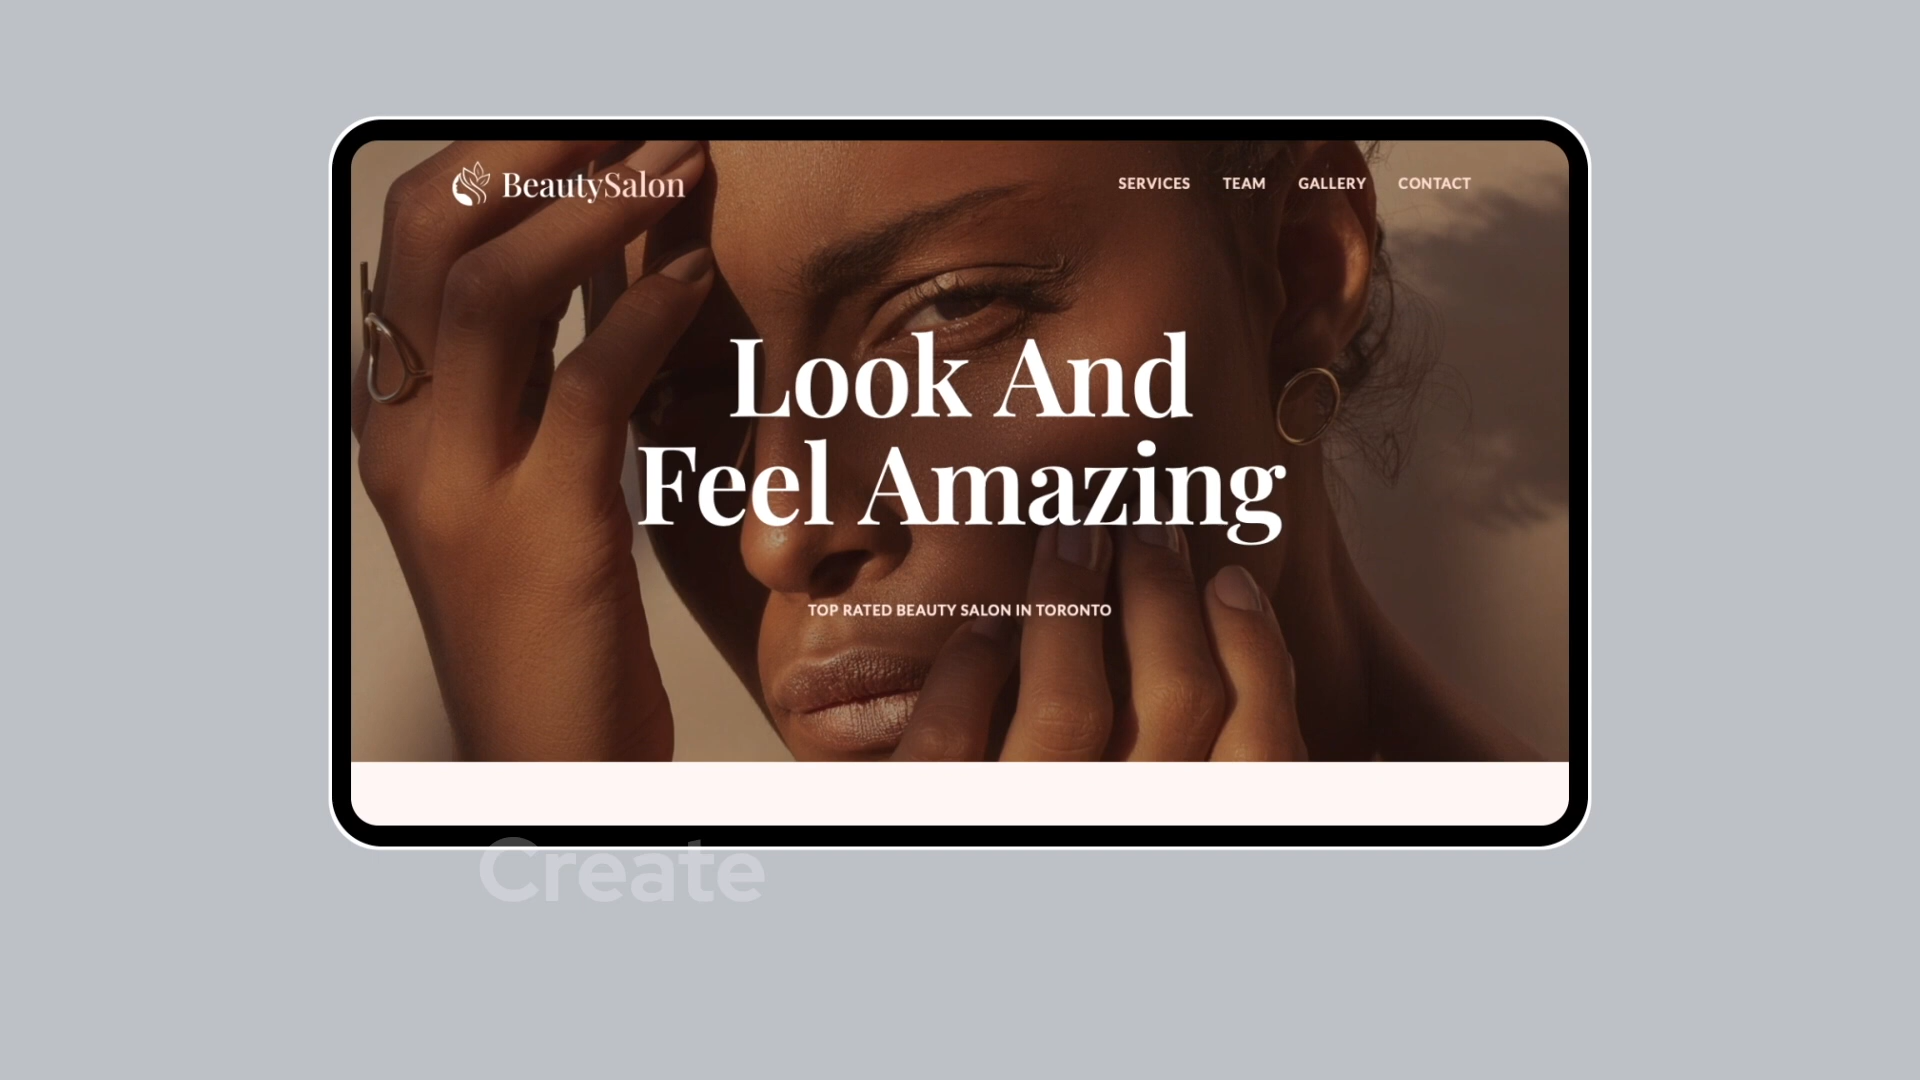 BeautySalon
SERVICES TEAM GALLERY CONTACT
Look And
Feel Amazing
TOP RATED BEAUTY SALON IN TORONTO
Create